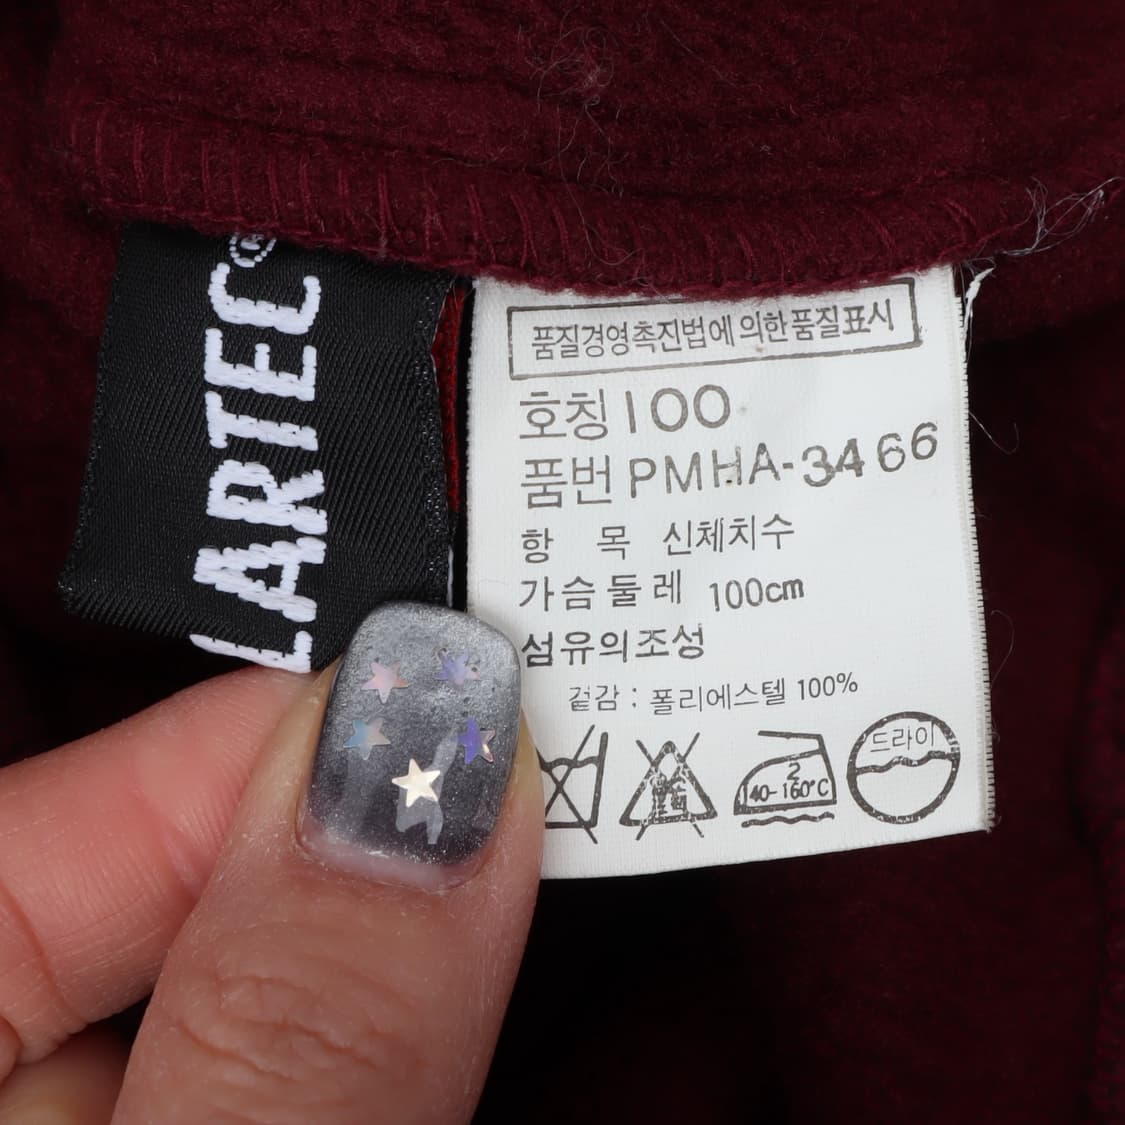 LARTEC®
품질경영촉진법에 의한 품질표시
호칭 100
품번 PMHA-3466
항 목 신체치수
가슴둘레 100cm
섬유의조성
겉감 : 폴리에스텔 100%
2
140-160°C
드라이